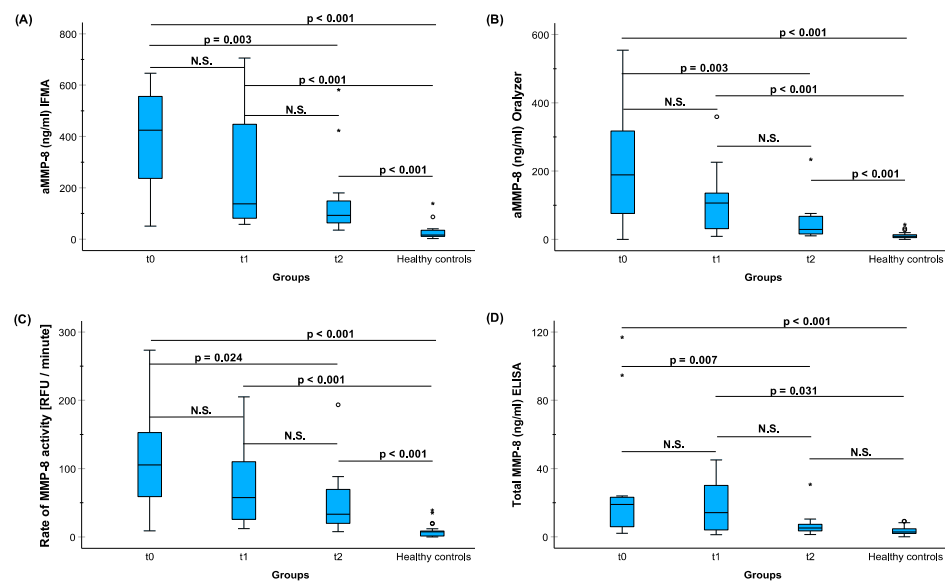 (A)
p < 0.001
800
p = 0.003
N.S.
600
p < 0.001
*
N.S.
400
*
p < 0.001
200
*
0
aMMP-8 (ng/ml) IFMA
t0 t1 t2 Healthy controls
Groups
(B)
p < 0.001
600
p = 0.003
p < 0.001
N.S.
400
N.S.
*
p < 0.001
200
*
0
aMMP-8 (ng/ml) Oralyzer
t0 t1 t2 Healthy controls
Groups
(C)
300
p < 0.001
p = 0.024
p < 0.001
200
N.S.
N.S.
p < 0.001
100
*
0
Rate of MMP-8 activity [RFU / minute]
t0 t1 t2 Healthy controls
Groups
(D)
p < 0.001
120
*
p = 0.007
*
p = 0.031
80
N.S.
N.S.
N.S.
40
*
0
Total MMP-8 (ng/ml) ELISA
t0 t1 t2 Healthy controls
Groups